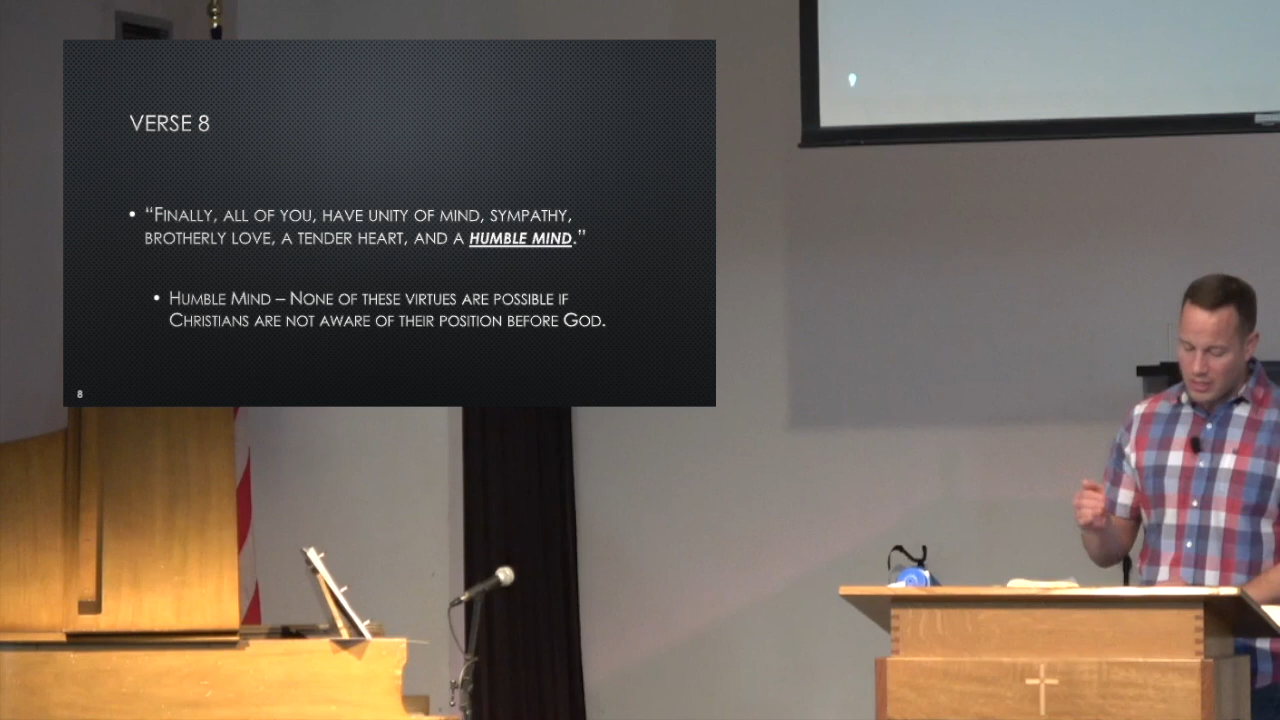 VERSE 8
• “FINALLY, ALL OF YOU, HAVE UNITY OF MIND, SYMPATHY,
BROTHERLY LOVE, A TENDER HEART, AND A HUMBLE MIND.”
• HUMBLE MIND – NONE OF THESE VIRTUES ARE POSSIBLE IF
CHRISTIANS ARE NOT AWARE OF THEIR POSITION BEFORE GOD.
8